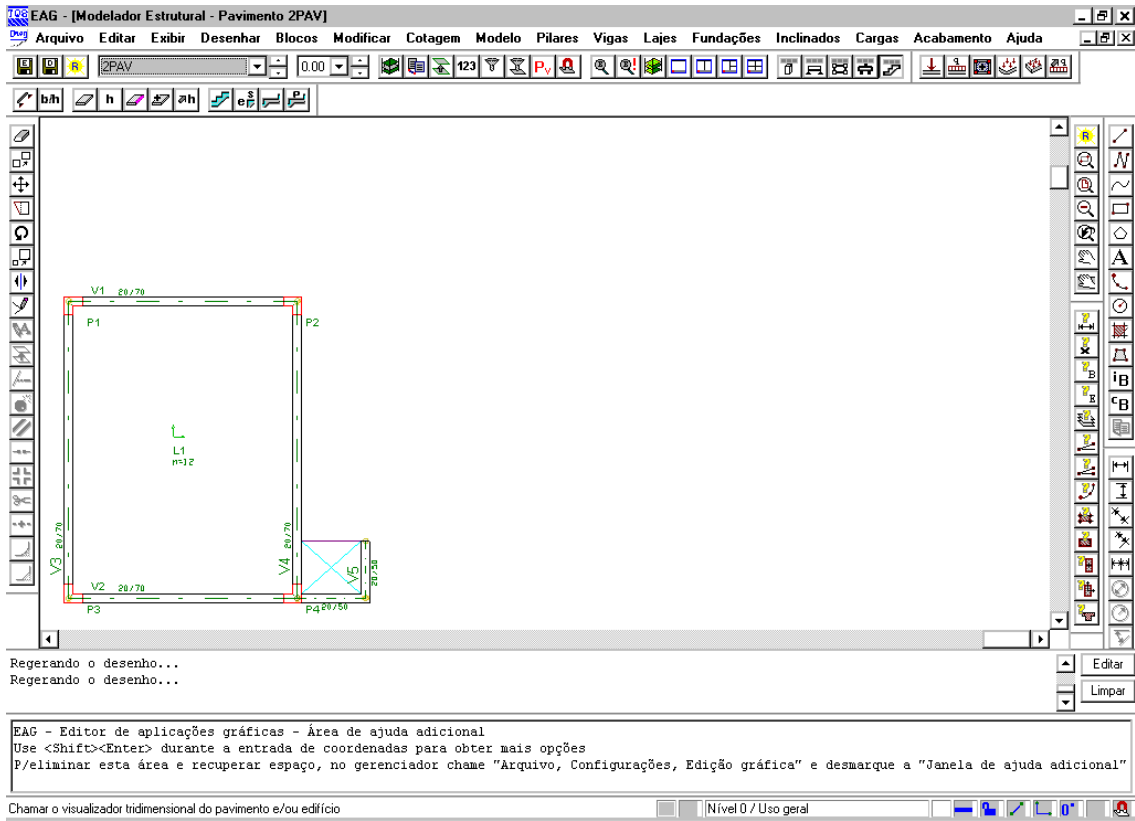 TQS EAG - [Modelador Estrutural - Pavimento 2PAV]
Arquivo Editar Exibir Desenhar Blocos Modificar Cotagem Modelo Pilares Vigas Lajes Fundações Inclinados Cargas Acabamento Ajuda
2PAV 0.00 123 Pv
b/h h h
V1 20/70
P1 P2
L1
h=12
20/70 20/70
V3 V4 V5 20/50
V2 20/70
P3 P4 20/50
Regerando o desenho...
Regerando o desenho...
Editar
Limpar
EAG - Editor de aplicações gráficas - Área de ajuda adicional
Use <Shift><Enter> durante a entrada de coordenadas para obter mais opções
P/eliminar esta área e recuperar espaço, no gerenciador chame "Arquivo, Configurações, Edição gráfica" e desmarque a "Janela de ajuda adicional"
Chamar o visualizador tridimensional do pavimento e/ou edifício
Nível 0 / Uso geral